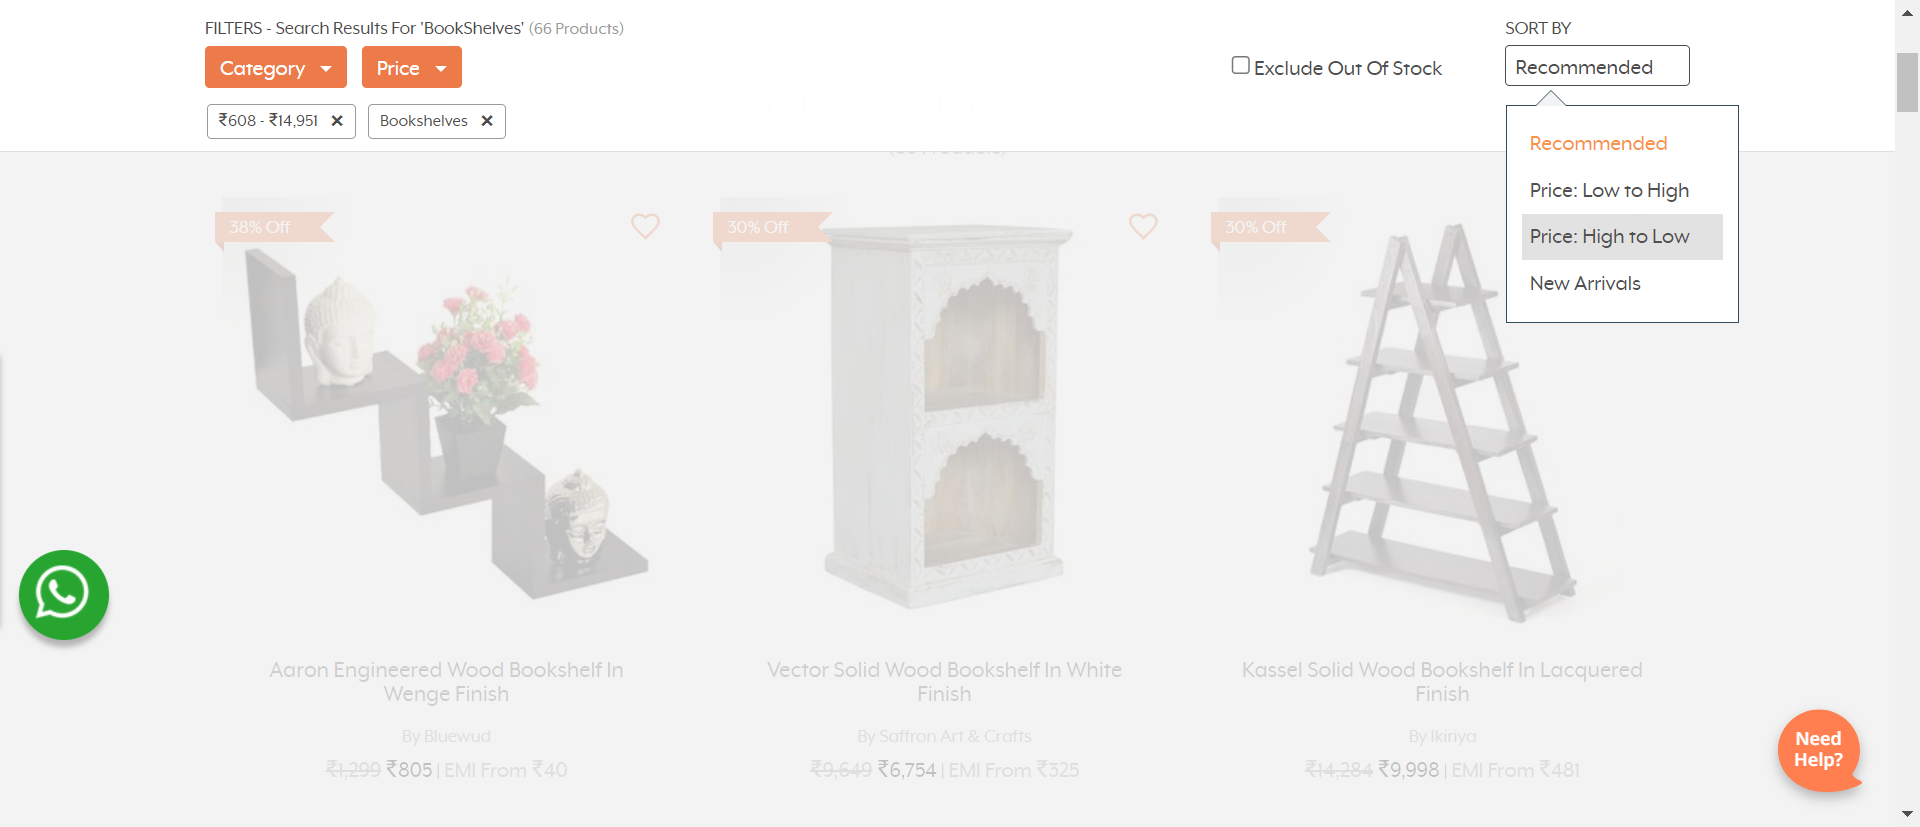 FILTERS - Search Results For 'BookShelves' (66 Products)
SORT BY
Category
Price
Exclude Out Of Stock
Recommended
₹608 - ₹14,951
Bookshelves
Recommended
Price: Low to High
Price: High to Low
New Arrivals
38% Off
30% Off
30% Off
Aaron Engineered Wood Bookshelf In
Wenge Finish
By Bluewud
₹1,299 ₹805 | EMI From ₹40
Vector Solid Wood Bookshelf In White
Finish
By Saffron Art & Crafts
₹9,649 ₹6,754 | EMI From ₹325
Kassel Solid Wood Bookshelf In Lacquered
Finish
By Ikiriya
₹14,284 ₹9,998 | EMI From ₹481
Need
Help?